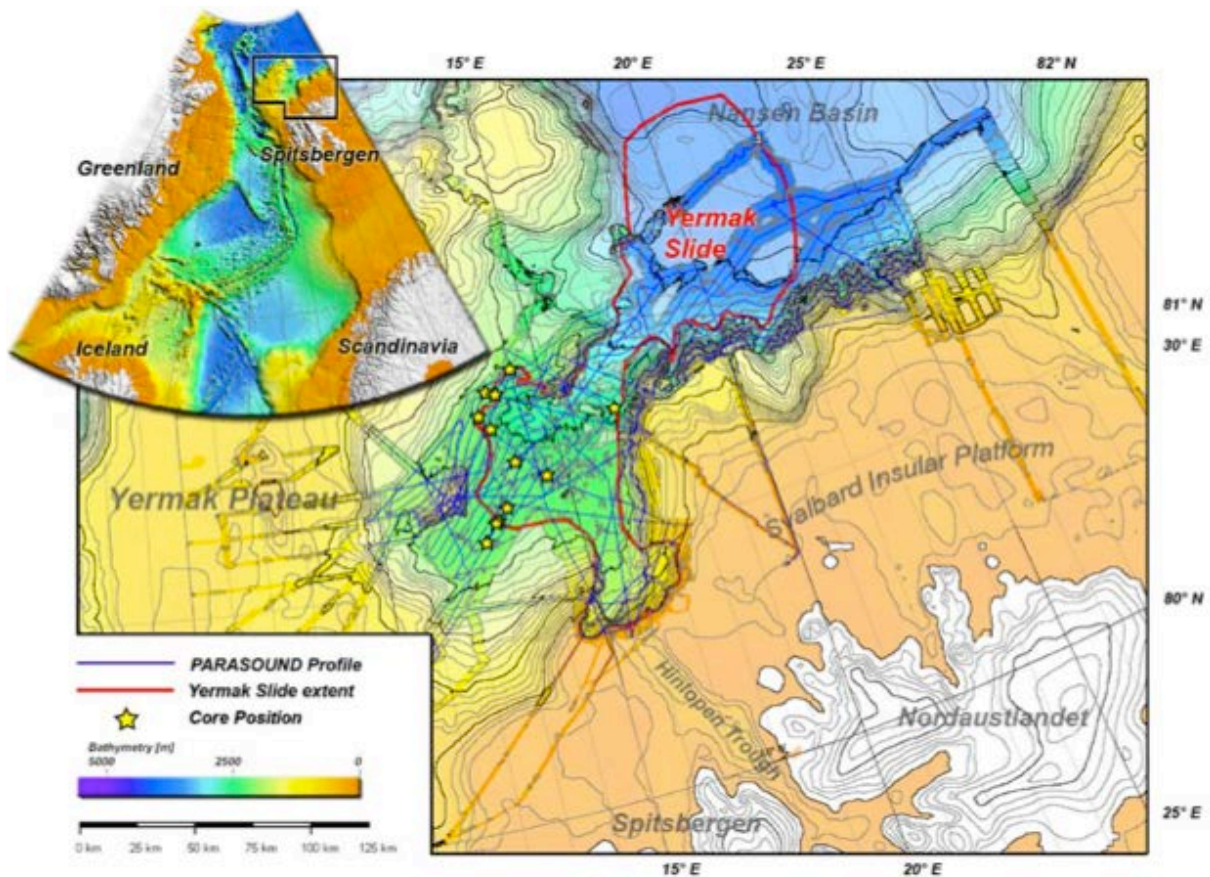 15° E
20° E
25° E
82° N
Nansen Basin
Greenland
Spitsbergen
Yermak
Slide
81° N
30° E
Iceland
Scandinavia
Yermak Plateau
Svalbard Insular Platform
80° N
PARASOUND Profile
Yermak Slide extent
Core Position
Hinlopen Trough
Nordaustlandet
Bathymetry [m]
5000
2500
0
Spitsbergen
25° E
0 km
25 km
50 km
75 km
100 km
125 km
15° E
20° E